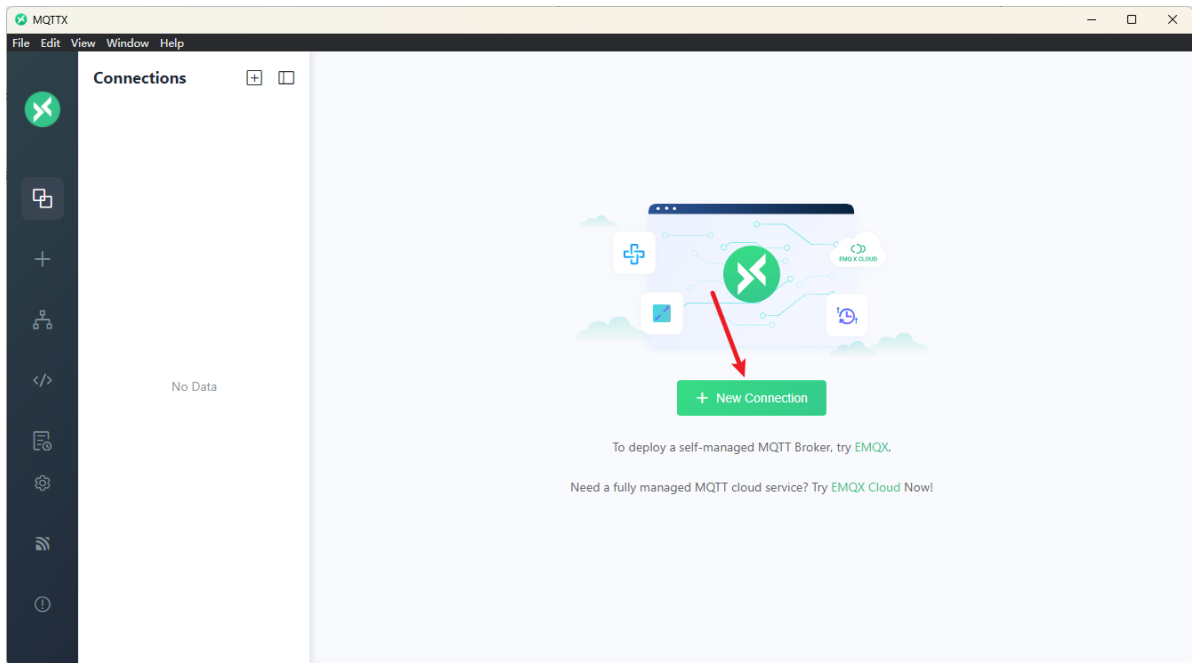 MQTTX
File Edit View Window Help
Connections
No Data
EMQ X CLOUD
+ New Connection
To deploy a self-managed MQTT Broker, try EMQX.
Need a fully managed MQTT cloud service? Try EMQX Cloud Now!